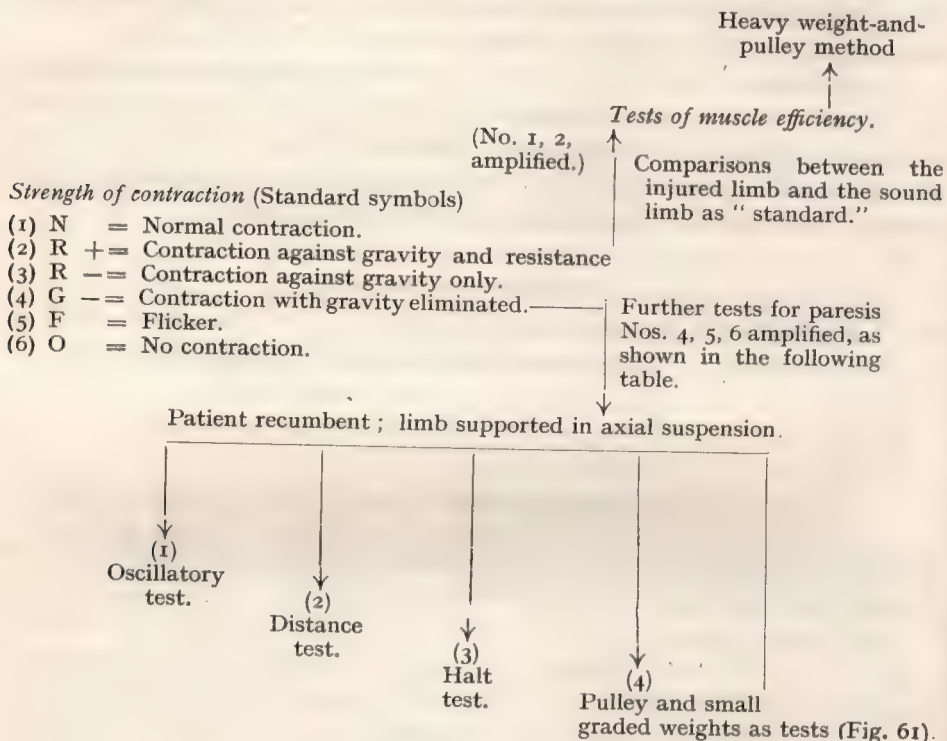 Heavy weight-and-
pulley method
Tests of muscle efficiency.
(No. 1, 2,
amplified.)
Comparisons between the
injured limb and the sound
limb as " standard."
Strength of contraction (Standard symbols)
(1) N = Normal contraction.
(2) R + = Contraction against gravity and resistance
(3) R — = Contraction against gravity only.
(4) G — = Contraction with gravity eliminated.
(5) F = Flicker.
(6) O = No contraction.
Further tests for paresis
Nos. 4, 5, 6 amplified, as
shown in the following
table.
Patient recumbent ; limb supported in axial suspension.
(1)
Oscillatory
test.
(2)
Distance
test.
(3)
Halt
test.
(4)
Pulley and small
graded weights as tests (Fig. 61).